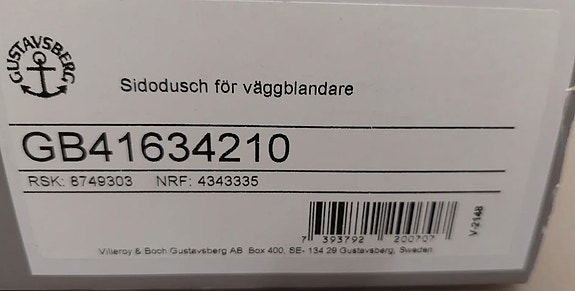 GUSTAVSBERG
Sidodusch för väggblandare
GB41634210
RSK: 8749303 NRF: 4343335
7 393792 200707
V-2148
Villeroy & Boch Gustavsberg AB Box 400, SE- 134 29 Gustavsberg, Sweden